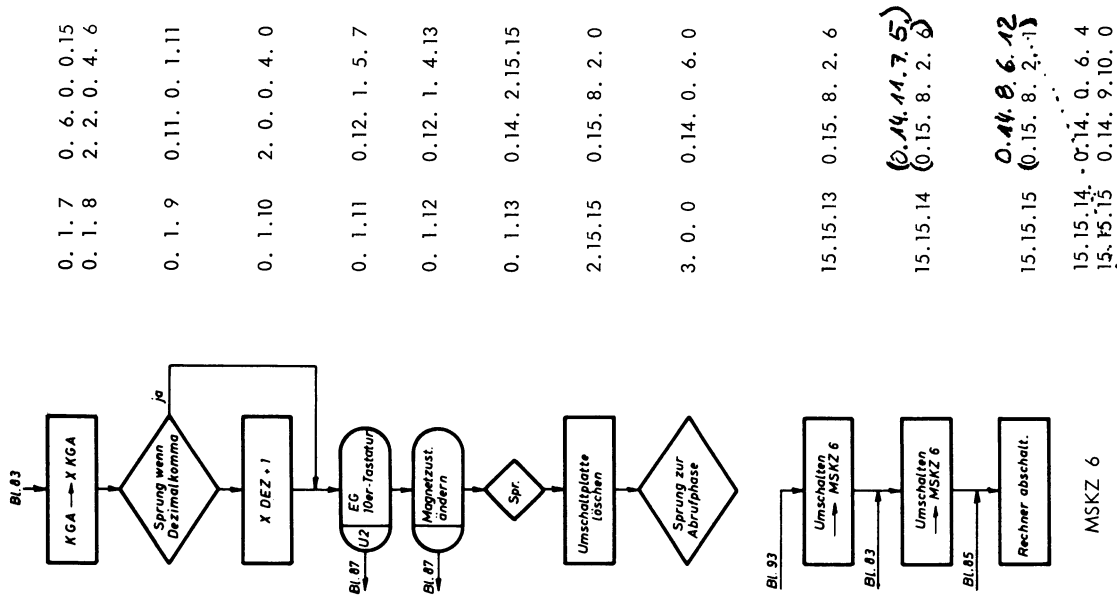 Bl. 83
KGA → X KGA
0. 1. 7 0. 6. 0. 0.15
0. 1. 8 2. 2. 0. 4. 6
Sprung wenn
Dezimalkomma
ja
0. 1. 9 0.11. 0. 1.11
X DEZ + 1
0. 1.10 2. 0. 0. 4. 0
Bl. 87
U2
EG
10er-Tastatur
0. 1.11 0.12. 1. 5. 7
Bl. 87
Magnetzust.
ändern
0. 1.12 0.12. 1. 4.13
Spr.
0. 1.13 0.14. 2.15.15
Umschaltplatte
löschen
2.15.15 0.15. 8. 2. 0
Sprung zur
Abrufphase
3. 0. 0 0.14. 0. 6. 0
Bl. 93
Umschalten
→ MSKZ 6
15.15.13 0.15. 8. 2. 6
Bl. 83
Umschalten
→ MSKZ 6
(0.14.11.7.5.)
15.15.14 (0.15. 8. 2. 6)
Bl. 85
Rechner abschalt.
0.14. 8. 6. 12
15.15.15 (0.15. 8. 2. 1)
15.15.14 0.14. 0. 6. 4
15.15.15 0.14. 9.10. 0
MSKZ 6